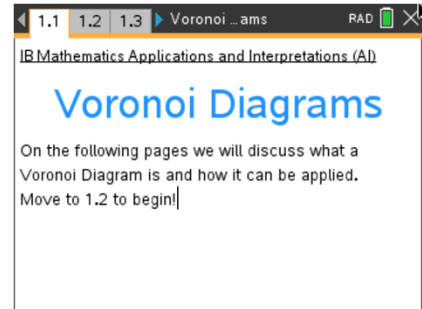 1.1 1.2 1.3 Voronoi ...ams RAD
IB Mathematics Applications and Interpretations (AI)
Voronoi Diagrams
On the following pages we will discuss what a
Voronoi Diagram is and how it can be applied.
Move to 1.2 to begin!